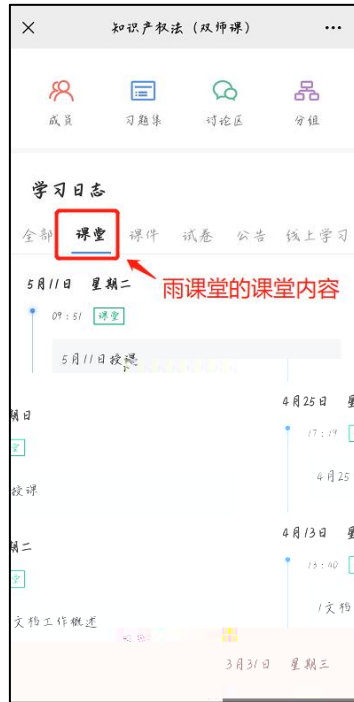 知识产权法（双师课）
成员 习题集 讨论区 分组
学习日志
全部 课堂 课件 试卷 公告 线上学习
5月11日 星期二
雨课堂的课堂内容
09:51 课堂
5月11日授课
4月25日
期日
17:19
4月25
授课
4月13日
期二
13:40
文档工作概述
3月31日 星期三